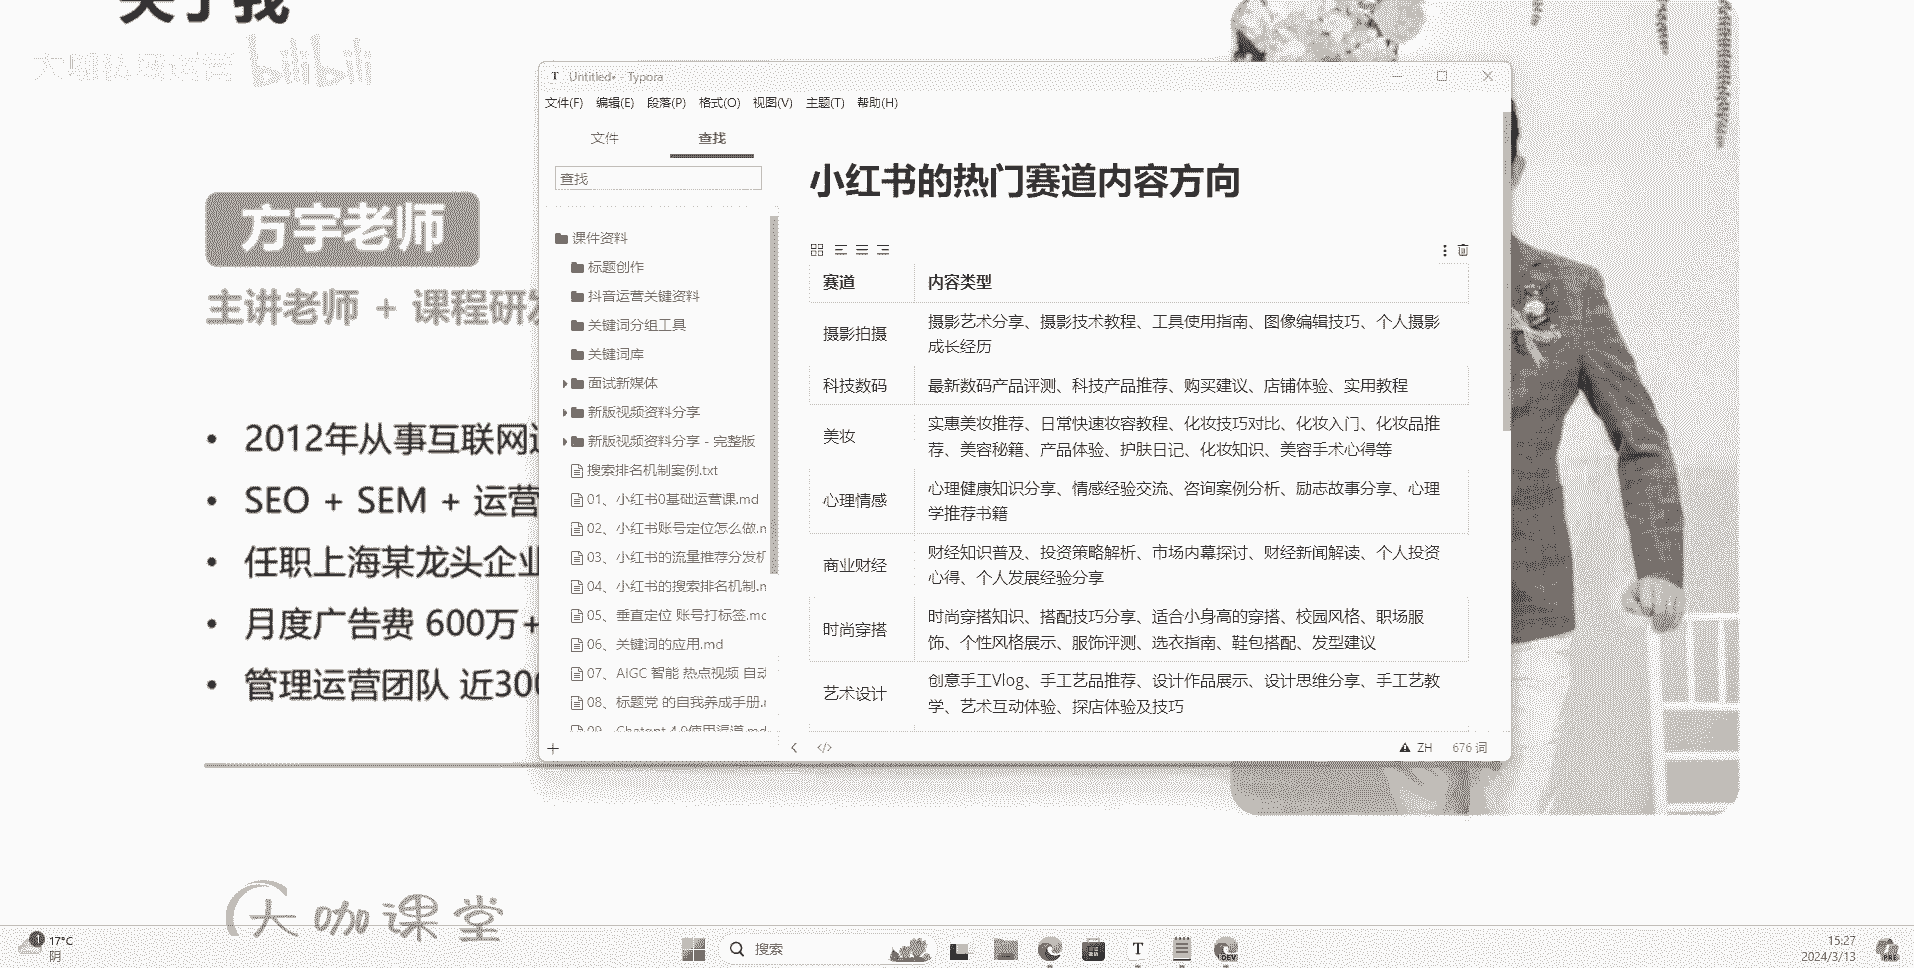 关于我
bilibili
方宇老师
主讲老师 + 课程研发
2012年从事互联网
SEO + SEM + 运营
任职上海某龙头企业
月度广告费 600万+
管理运营团队 近300
大咖课堂
Untitled• - Typora
文件(F) 编辑(E) 段落(P) 格式(O) 视图(V) 主题(T) 帮助(H)
文件 查找
查找
课件资料
标题创作
抖音运营关键资料
关键词分组工具
关键词库
面试新媒体
新版视频资料分享
新版视频资料分享 - 完整版
搜索排名机制案例.txt
01、小红书0基础运营课.md
02、小红书账号定位怎么做.m
03、小红书的流量推荐分发机
04、小红书的搜索排名机制.m
05、垂直定位 账号打标签.mc
06、关键词的应用.md
07、AIGC 智能 热点视频 自动
08、标题党 的自我养成手册.r
09、Chatgpt 4.0使用渠道.md
小红书的热门赛道内容方向
赛道 内容类型
摄影拍摄 摄影艺术分享、摄影技术教程、工具使用指南、图像编辑技巧、个人摄影
成长经历
科技数码 最新数码产品评测、科技产品推荐、购买建议、店铺体验、实用教程
美妆 实惠美妆推荐、日常快速妆容教程、化妆技巧对比、化妆入门、化妆品推
荐、美容秘籍、产品体验、护肤日记、化妆知识、美容手术心得等
心理情感 心理健康知识分享、情感经验交流、咨询案例分析、励志故事分享、心理
学推荐书籍
商业财经 财经知识普及、投资策略解析、市场内幕探讨、财经新闻解读、个人投资
心得、个人发展经验分享
时尚穿搭 时尚穿搭知识、搭配技巧分享、适合小身高的穿搭、校园风格、职场服
饰、个性风格展示、服饰评测、选衣指南、鞋包搭配、发型建议
艺术设计 创意手工Vlog、手工艺品推荐、设计作品展示、设计思维分享、手工艺教
学、艺术互动体验、探店体验及技巧
ZH 676 词
1 17°C
阴
搜索
15:27
2024/3/13